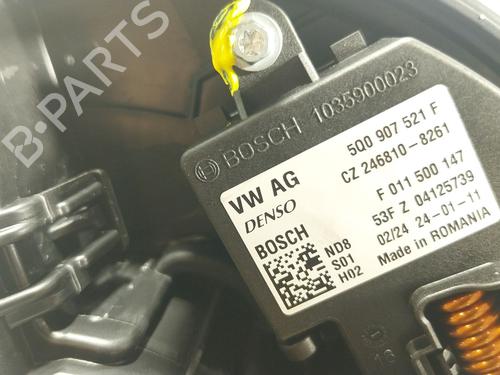 B-PARTS
BOSCH 1035900023
VW AG
5Q0 907 521 F
DENSO
CZ 246810-8261
BOSCH
F 011 500 147
ND8
53F Z 04125739
S01
02/24 24-01-11
H02
Made in ROMANIA